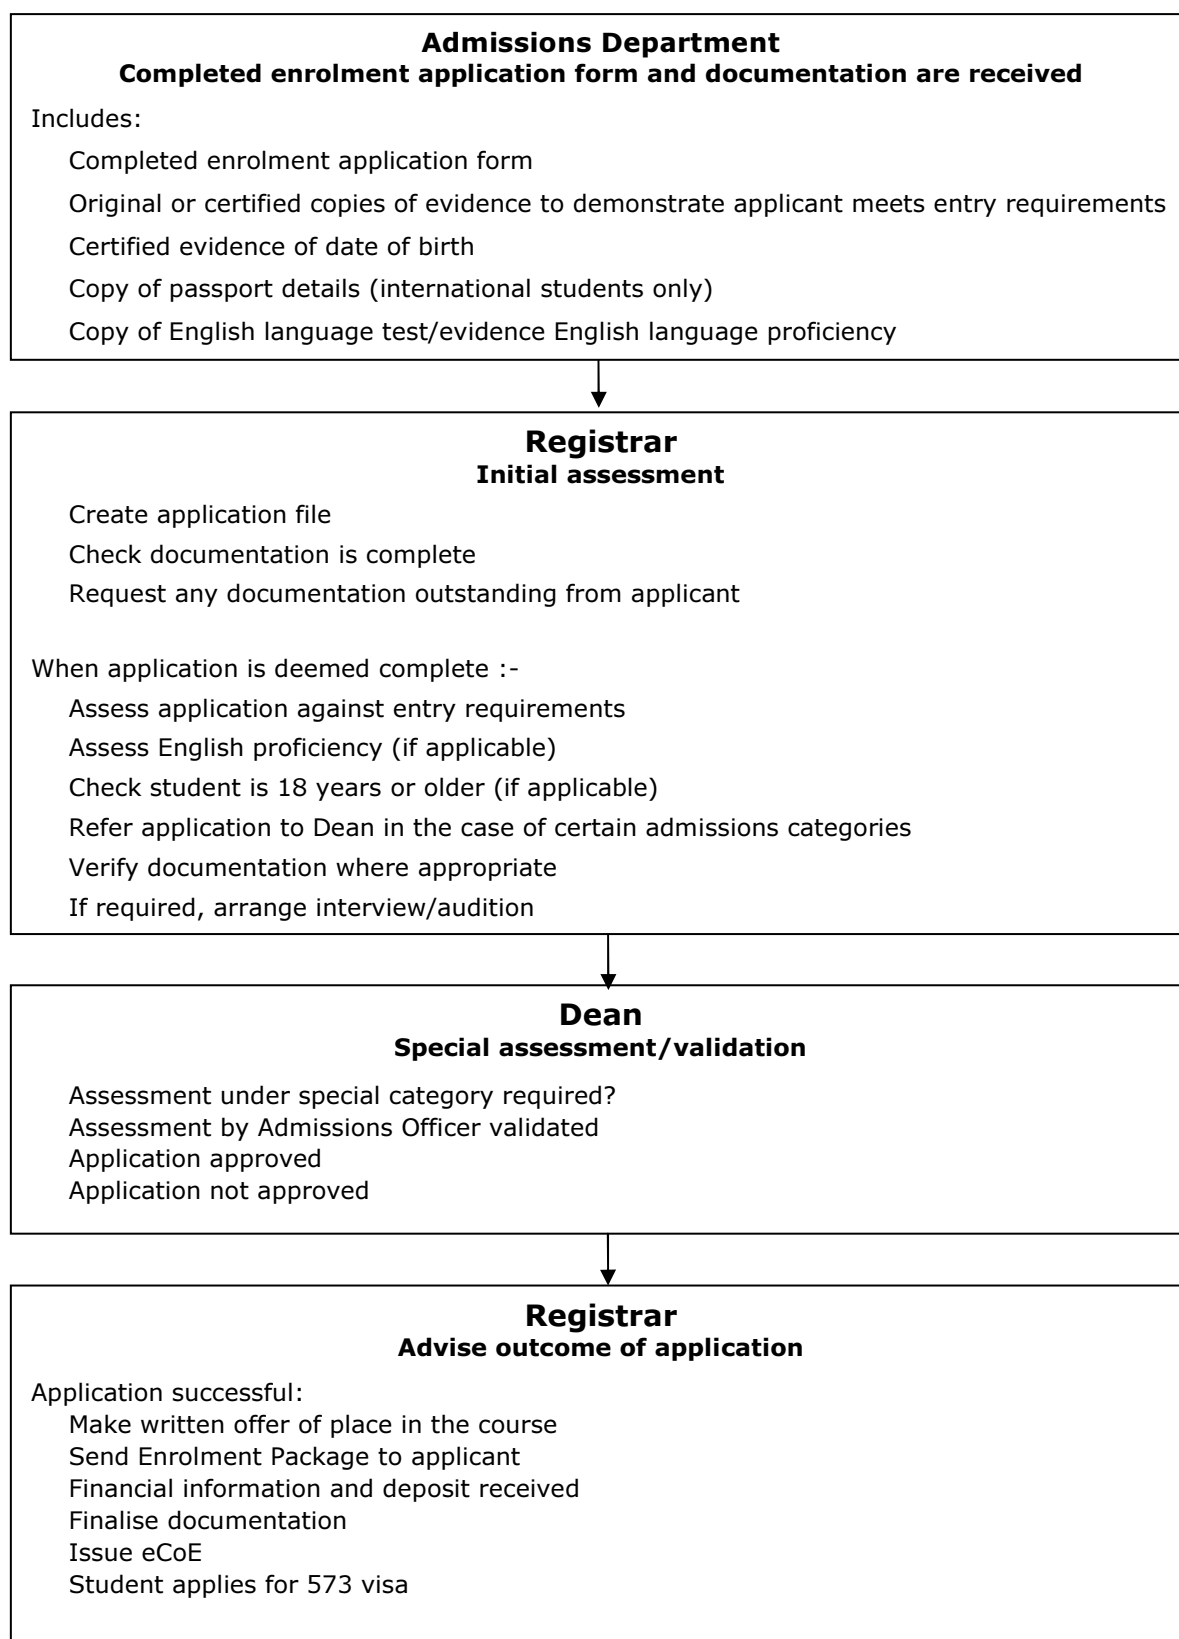 Admissions Department
Completed enrolment application form and documentation are received
Includes:
Completed enrolment application form
Original or certified copies of evidence to demonstrate applicant meets entry requirements
Certified evidence of date of birth
Copy of passport details (international students only)
Copy of English language test/evidence English language proficiency
Registrar
Initial assessment
Create application file
Check documentation is complete
Request any documentation outstanding from applicant
When application is deemed complete :-
Assess application against entry requirements
Assess English proficiency (if applicable)
Check student is 18 years or older (if applicable)
Refer application to Dean in the case of certain admissions categories
Verify documentation where appropriate
If required, arrange interview/audition
Dean
Special assessment/validation
Assessment under special category required?
Assessment by Admissions Officer validated
Application approved
Application not approved
Registrar
Advise outcome of application
Application successful:
Make written offer of place in the course
Send Enrolment Package to applicant
Financial information and deposit received
Finalise documentation
Issue eCoE
Student applies for 573 visa